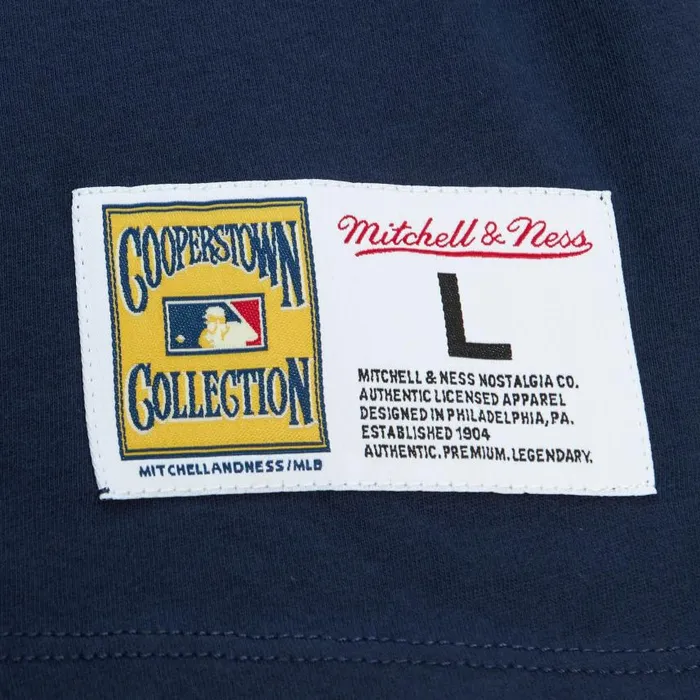 COOPERSTOWN
COLLECTION
MITCHELLANDNESS/MLB
Mitchell & Ness
L
MITCHELL & NESS NOSTALGIA CO.
AUTHENTIC LICENSED APPAREL
DESIGNED IN PHILADELPHIA, PA.
ESTABLISHED 1904
AUTHENTIC. PREMIUM. LEGENDARY.